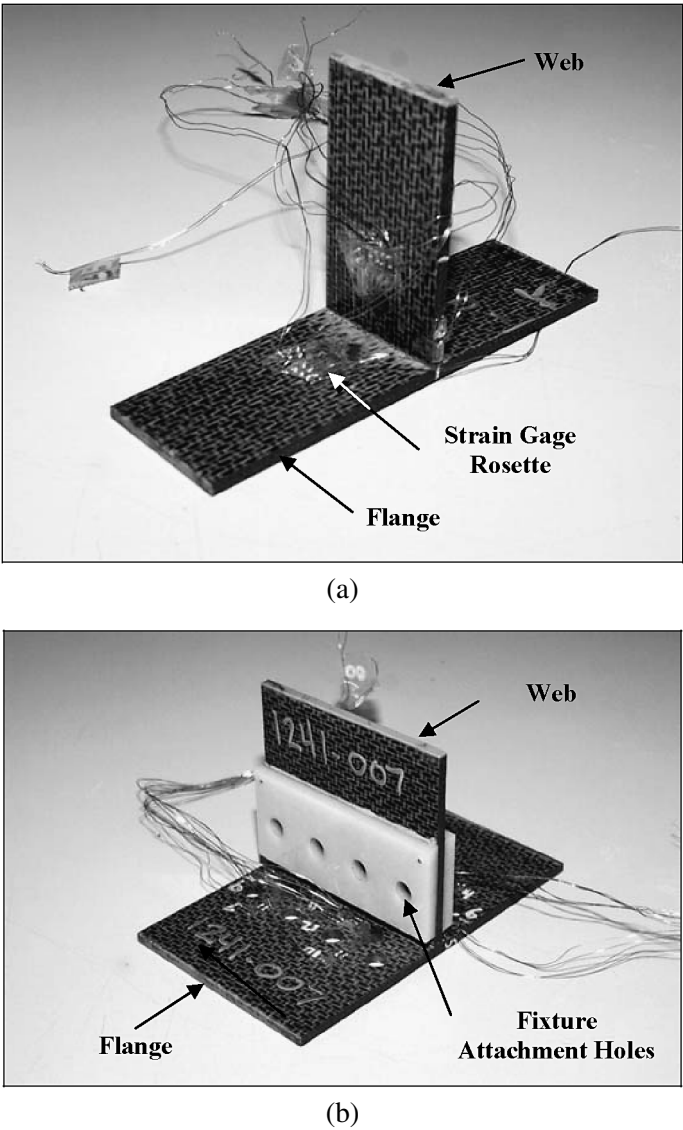 Web
Strain Gage
Rosette
Flange
(a)
Web
1241-007
1241-007
Flange
Fixture
Attachment Holes
(b)